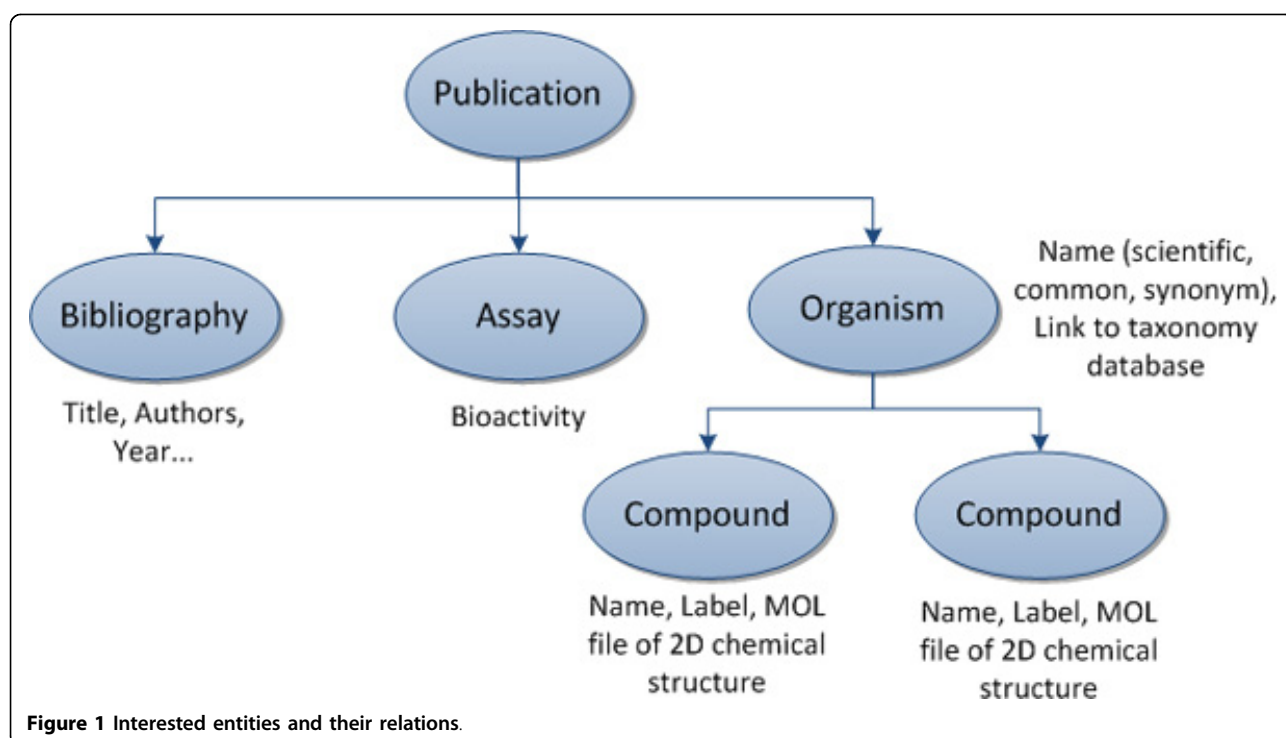 Publication
Bibliography
Title, Authors,
Year...
Assay
Bioactivity
Organism
Name (scientific,
common, synonym),
Link to taxonomy
database
Compound
Name, Label, MOL
file of 2D chemical
structure
Compound
Name, Label, MOL
file of 2D chemical
structure
Figure 1 Interested entities and their relations.